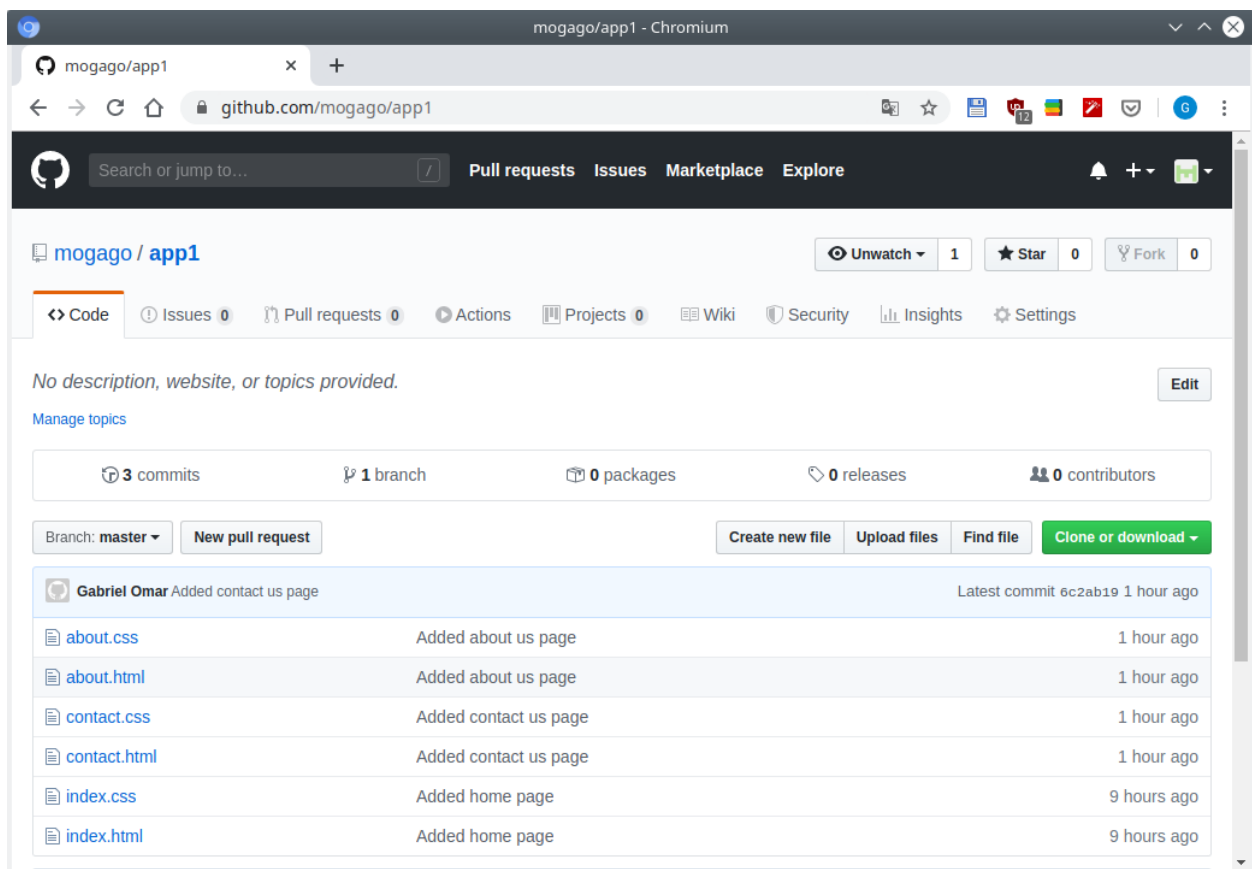 mogago/app1 - Chromium
mogago/app1
github.com/mogago/app1
12
G
Search or jump to…
/
Pull requests Issues Marketplace Explore
mogago / app1
Unwatch 1 Star 0 Fork 0
Code Issues 0 Pull requests 0 Actions Projects 0 Wiki Security Insights Settings
No description, website, or topics provided.
Edit
Manage topics
3 commits 1 branch 0 packages 0 releases 0 contributors
Branch: master New pull request Create new file Upload files Find file Clone or download
Gabriel Omar Added contact us page Latest commit 6c2ab19 1 hour ago
about.css Added about us page 1 hour ago
about.html Added about us page 1 hour ago
contact.css Added contact us page 1 hour ago
contact.html Added contact us page 1 hour ago
index.css Added home page 9 hours ago
index.html Added home page 9 hours ago